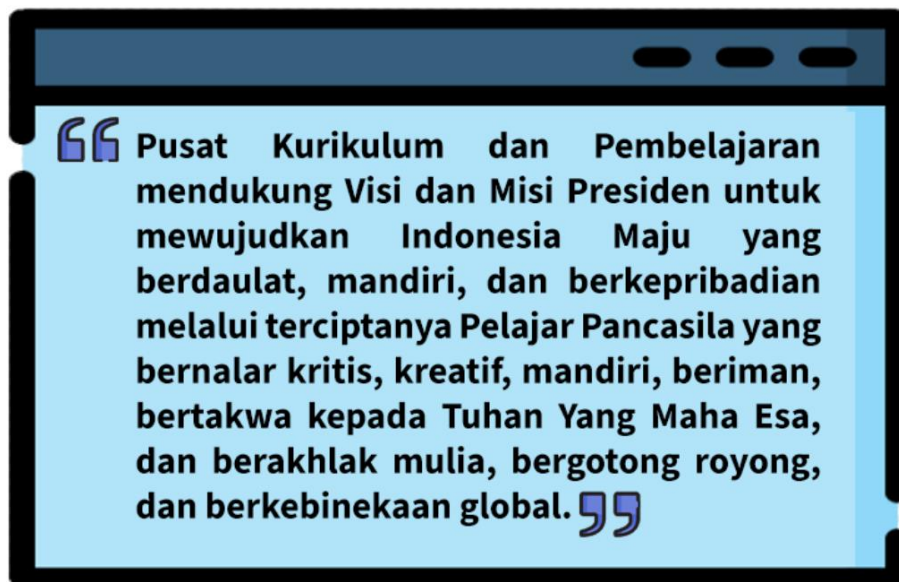 “Pusat Kurikulum dan Pembelajaran
mendukung Visi dan Misi Presiden untuk
mewujudkan Indonesia Maju yang
berdaulat, mandiri, dan berkepribadian
melalui terciptanya Pelajar Pancasila yang
bernalar kritis, kreatif, mandiri, beriman,
bertakwa kepada Tuhan Yang Maha Esa,
dan berakhlak mulia, bergotong royong,
dan berkebinekaan global.”